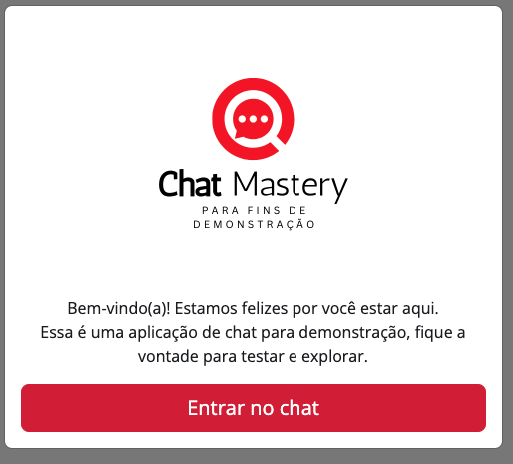 Chat Mastery
PARA FINS DE
DEMONSTRAÇÃO
Bem-vindo(a)! Estamos felizes por você estar aqui.
Essa é uma aplicação de chat para demonstração, fique a
vontade para testar e explorar.
Entrar no chat